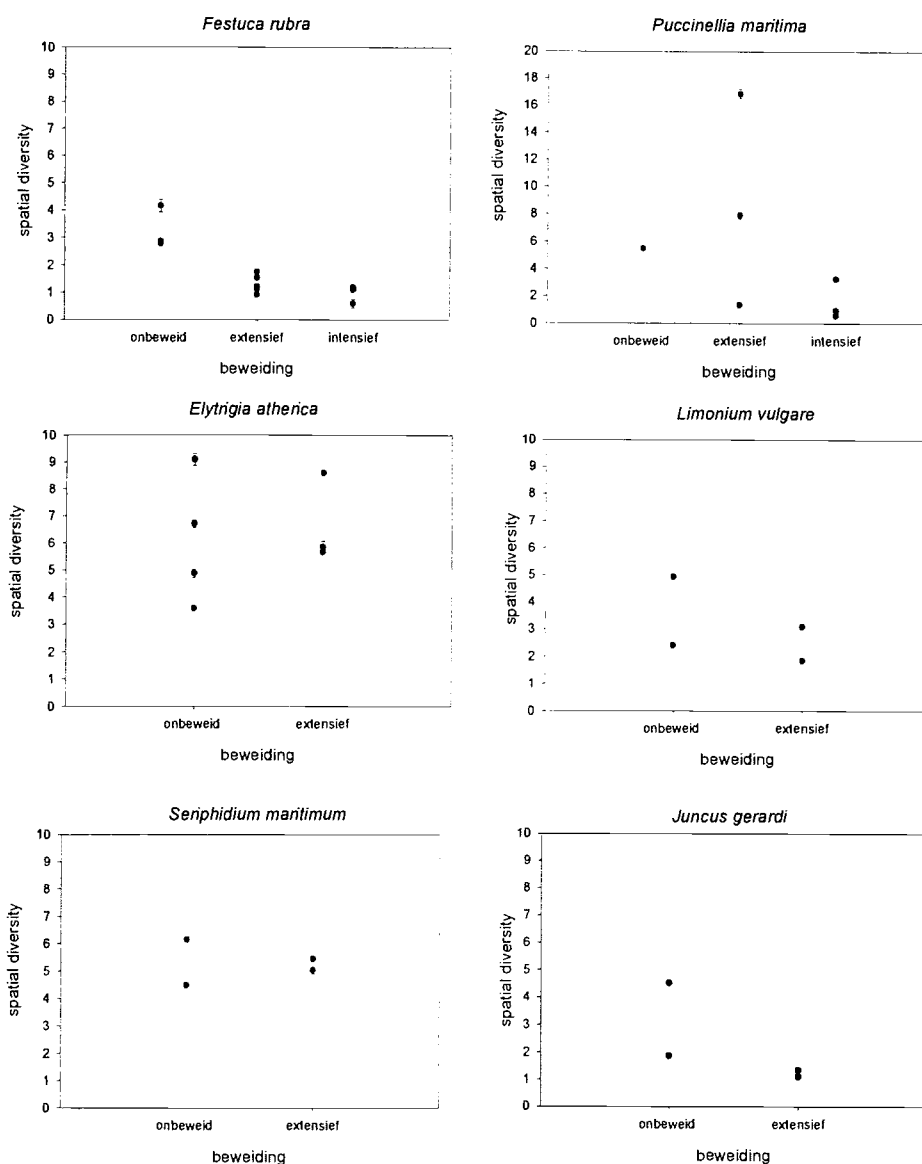 Festuca rubra
10
9
8
7
6
5
4
3
2
1
0
spatial diversity
onbeweid extensief intensief
beweiding
Puccinellia maritima
20
18
16
14
12
10
8
6
4
2
0
spatial diversity
onbeweid extensief intensief
beweiding
Elytrigia atherica
10
9
8
7
6
5
4
3
2
1
0
spatial diversity
onbeweid extensief
beweiding
Limonium vulgare
10
9
8
7
6
5
4
3
2
1
0
spatial diversity
onbeweid extensief
beweiding
Seriphidium maritimum
10
9
8
7
6
5
4
3
2
1
0
spatial diversity
onbeweid extensief
beweiding
Juncus gerardi
10
9
8
7
6
5
4
3
2
1
0
spatial diversity
onbeweid extensief
beweiding